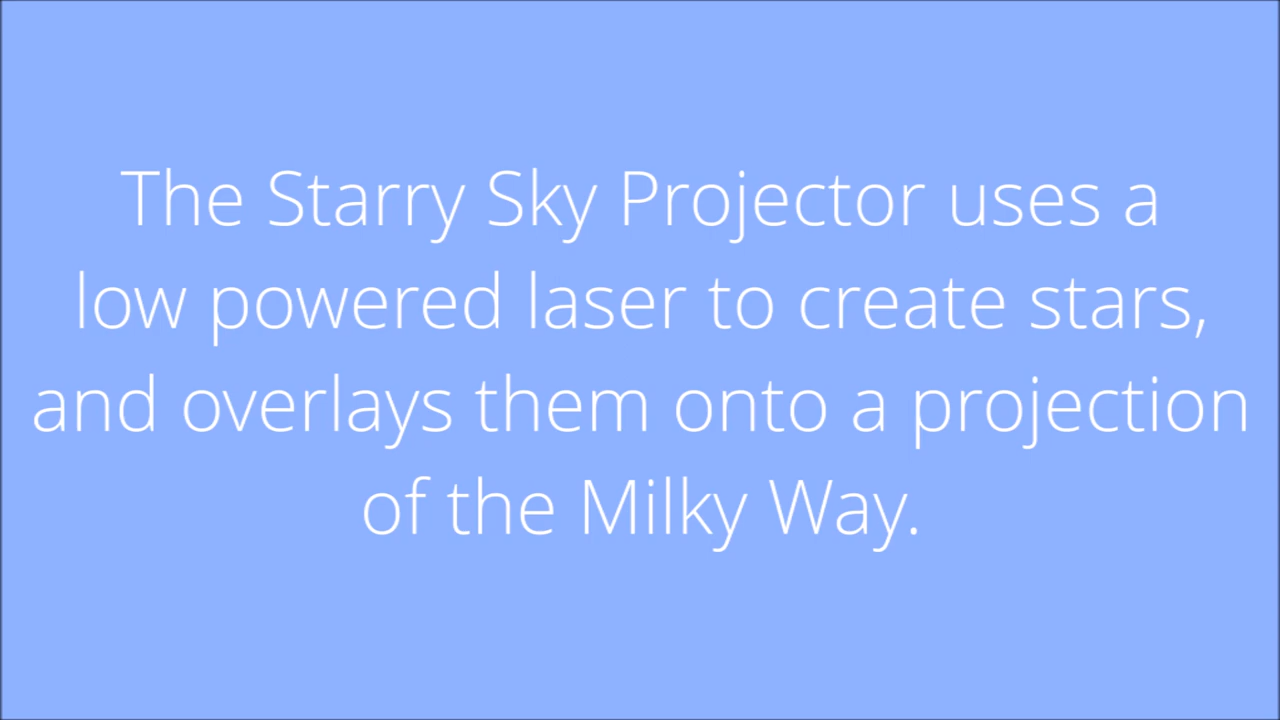 The Starry Sky Projector uses a
low powered laser to create stars,
and overlays them onto a projection
of the Milky Way.